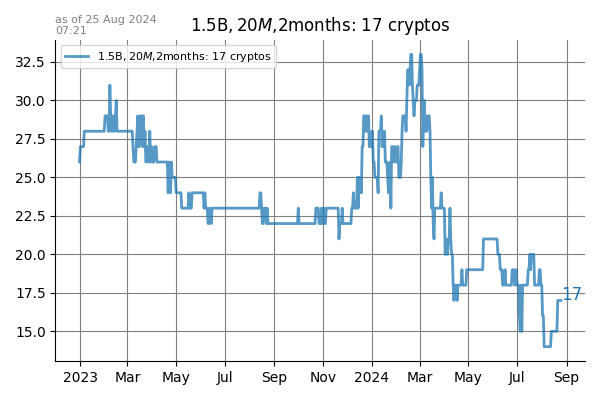 as of 25 Aug 2024
07:21
1.5B, 20M,2months: 17 cryptos
1.5B, 20M,2months: 17 cryptos
32.5
30.0
27.5
25.0
22.5
20.0
17.5
15.0
17
2023 Mar May Jul Sep Nov 2024 Mar May Jul Sep